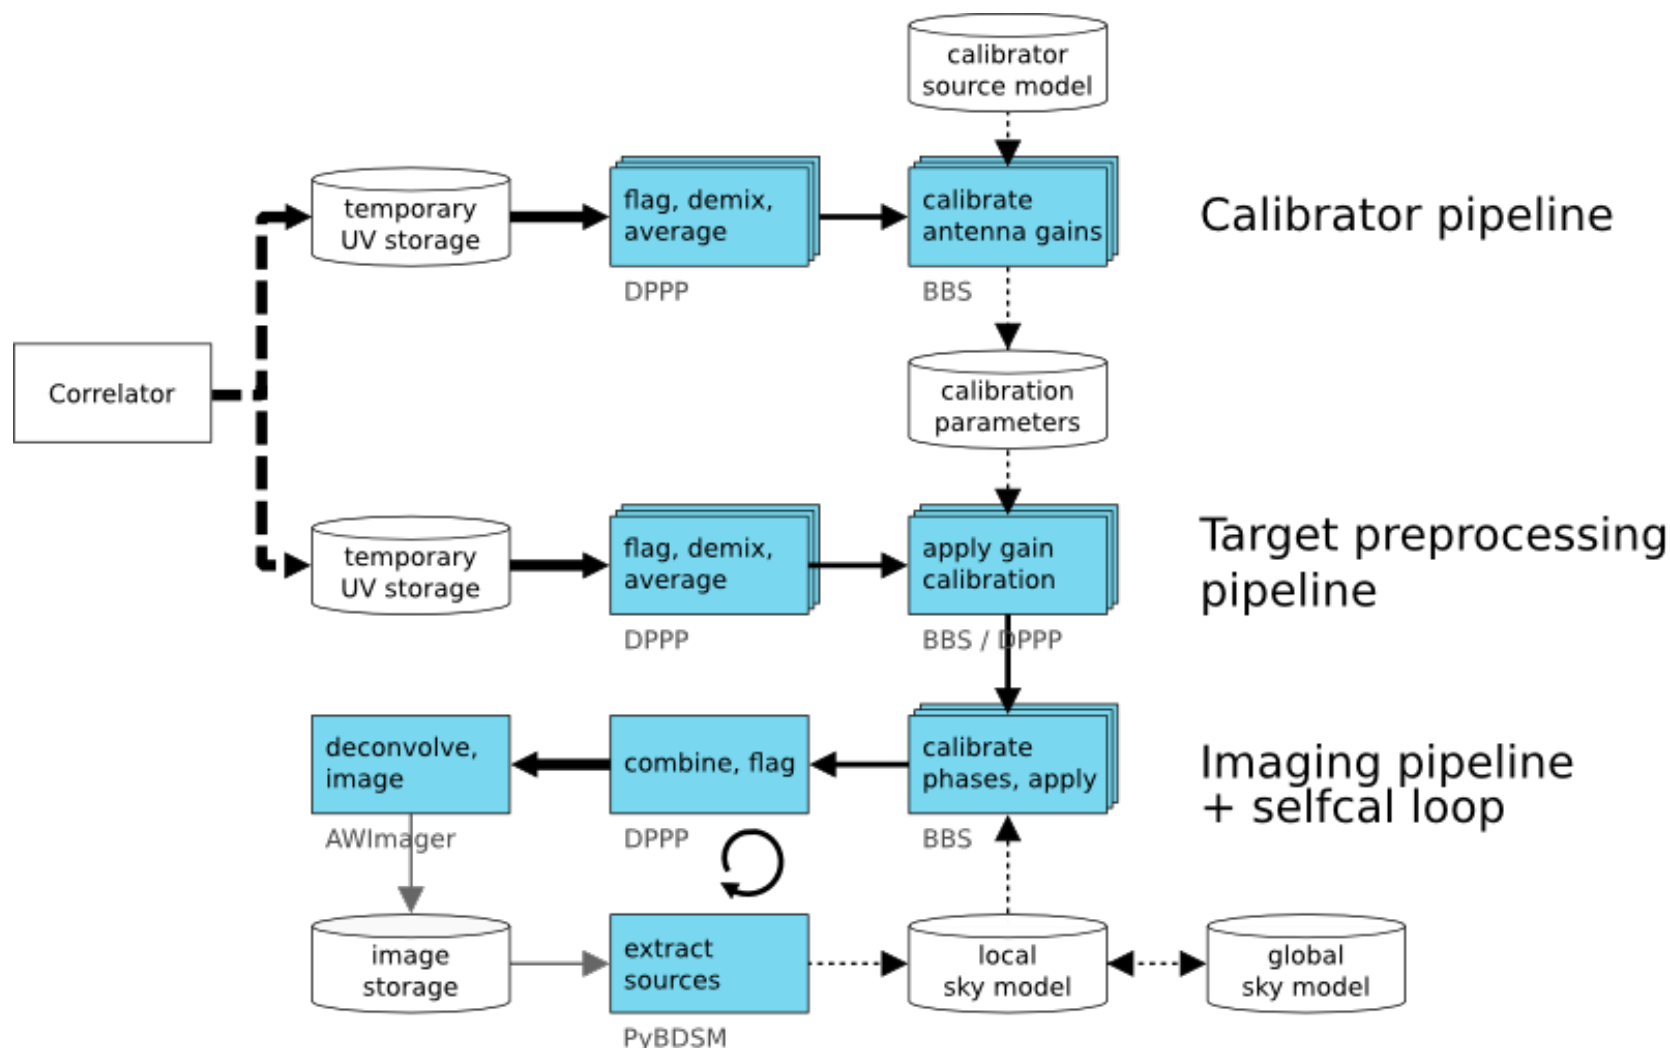 calibrator
source model
temporary
UV storage
flag, demix,
average
calibrate
antenna gains
Calibrator pipeline
DPPP
BBS
Correlator
calibration
parameters
temporary
UV storage
flag, demix,
average
apply gain
calibration
Target preprocessing
pipeline
DPPP
BBS / DPPP
deconvolve,
image
combine, flag
calibrate
phases, apply
Imaging pipeline
+ selfcal loop
AWImager
DPPP
BBS
image
storage
extract
sources
local
sky model
global
sky model
PyBDSM